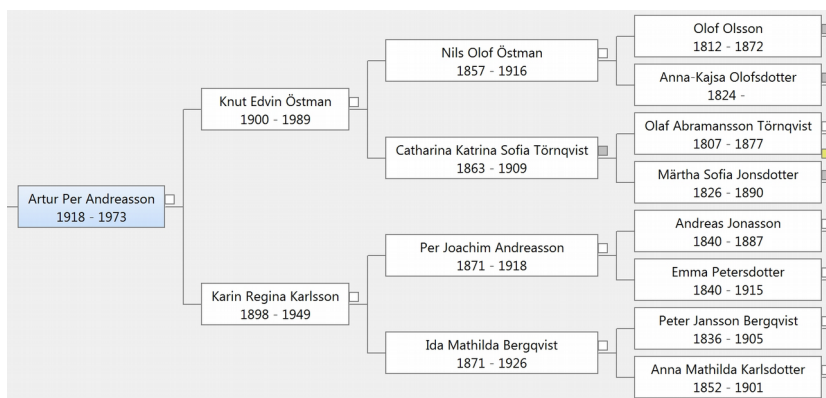 Artur Per Andreasson
1918 - 1973
Knut Edvin Östman
1900 - 1989
Karin Regina Karlsson
1898 - 1949
Nils Olof Östman
1857 - 1916
Catharina Katrina Sofia Törnqvist
1863 - 1909
Per Joachim Andreasson
1871 - 1918
Ida Mathilda Bergqvist
1871 - 1926
Olof Olsson
1812 - 1872
Anna-Kajsa Olofsdotter
1824 -
Olaf Abramansson Törnqvist
1807 - 1877
Märtha Sofia Jonsdotter
1826 - 1890
Andreas Jonasson
1840 - 1887
Emma Petersdotter
1840 - 1915
Peter Jansson Bergqvist
1836 - 1905
Anna Mathilda Karlsdotter
1852 - 1901